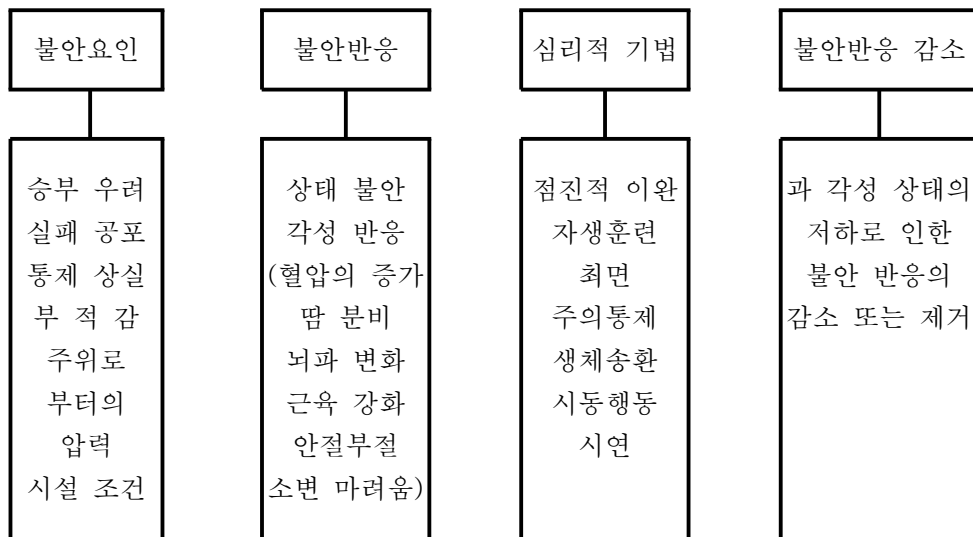 불안요인
불안반응
심리적 기법
불안반응 감소
승부 우려
실패 공포
통제 상실
부 적 감
주위로
부터의
압력
시설 조건
상태 불안
각성 반응
(혈압의 증가
땀 분비
뇌파 변화
근육 강화
안절부절
소변 마려움)
점진적 이완
자생훈련
최면
주의통제
생체송환
시동행동
시연
과 각성 상태의
저하로 인한
불안 반응의
감소 또는 제거